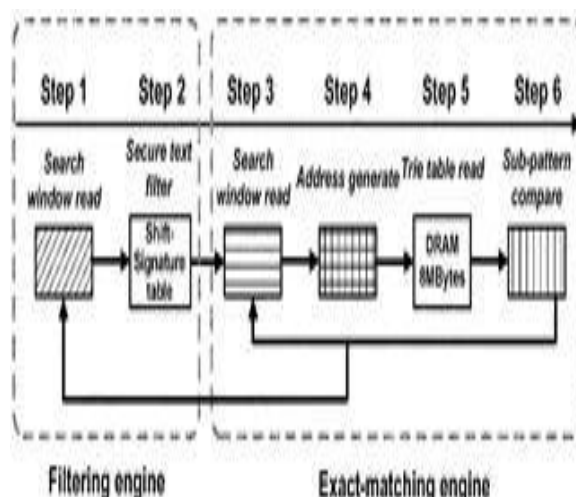 Step 1 Step 2 Step 3 Step 4 Step 5 Step 6
Search
window read
Secure text
filter
Search
window read
Address generate
Trie table read
Sub-pattern
compare
Shift-
Signature
table
DRAM
8MBytes
Filtering engine
Exact-matching engine